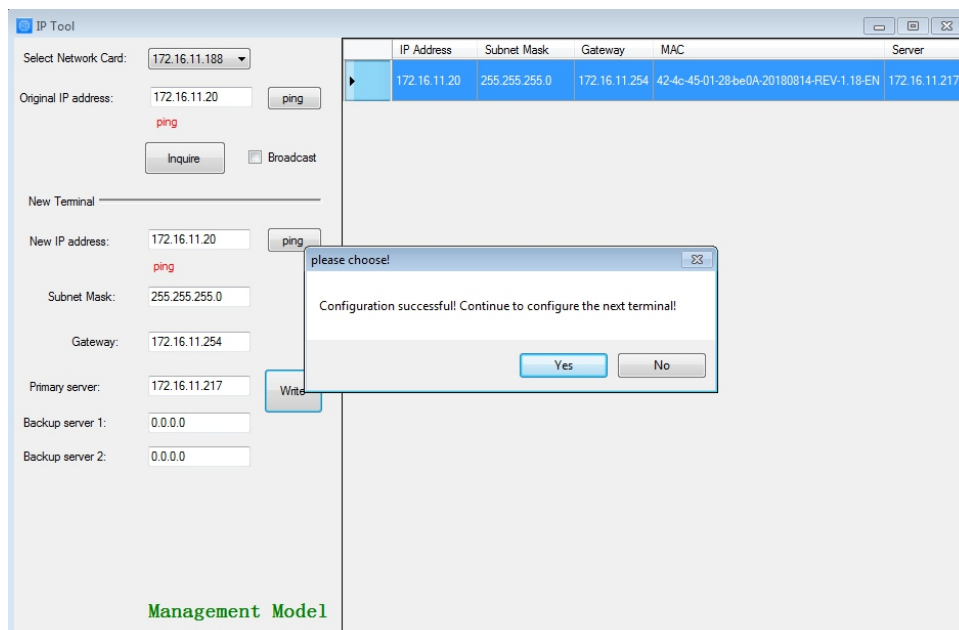 IP Tool
Select Network Card: 172.16.11.188
Original IP address: 172.16.11.20 ping
ping
Inquire Broadcast
New Terminal
New IP address: 172.16.11.20 ping
ping
Subnet Mask: 255.255.255.0
Gateway: 172.16.11.254
Primary server: 172.16.11.217 Write
Backup server 1: 0.0.0.0
Backup server 2: 0.0.0.0
Management Model
IP Address Subnet Mask Gateway MAC Server
172.16.11.20 255.255.255.0 172.16.11.254 42-4c-45-01-28-be0A-20180814-REV-1.18-EN 172.16.11.217
please choose!
Configuration successful! Continue to configure the next terminal!
Yes No